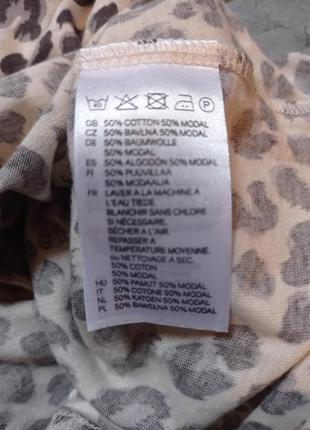 40 P
GB 50% COTTON 50% MODAL
CZ 50% BAVLNA 50% MODAL
DE 50% BAUMWOLLE
50% MODAL
ES 50% ALGODÓN 50% MODAL
FI 50% PUUVILLAA
50% MODAALIA
FR LAVER A LA MACHINE A
L'EAU TIEDE.
BLANCHIR SANS CHLORE
SI NÉCESSAIRE.
SÉCHER À L'AIR.
REPASSER A
TEMPÉRATURE MOYENNE.
OU NETTOYAGE A SEC.
50% COTON
50% MODAL
HU 50% PAMUT 50% MODÁL
IT 50% COTONE 50% MODAL
NL 50% KATOEN 50% MODAL
PL 50% BAWEŁNA 50% MODAL